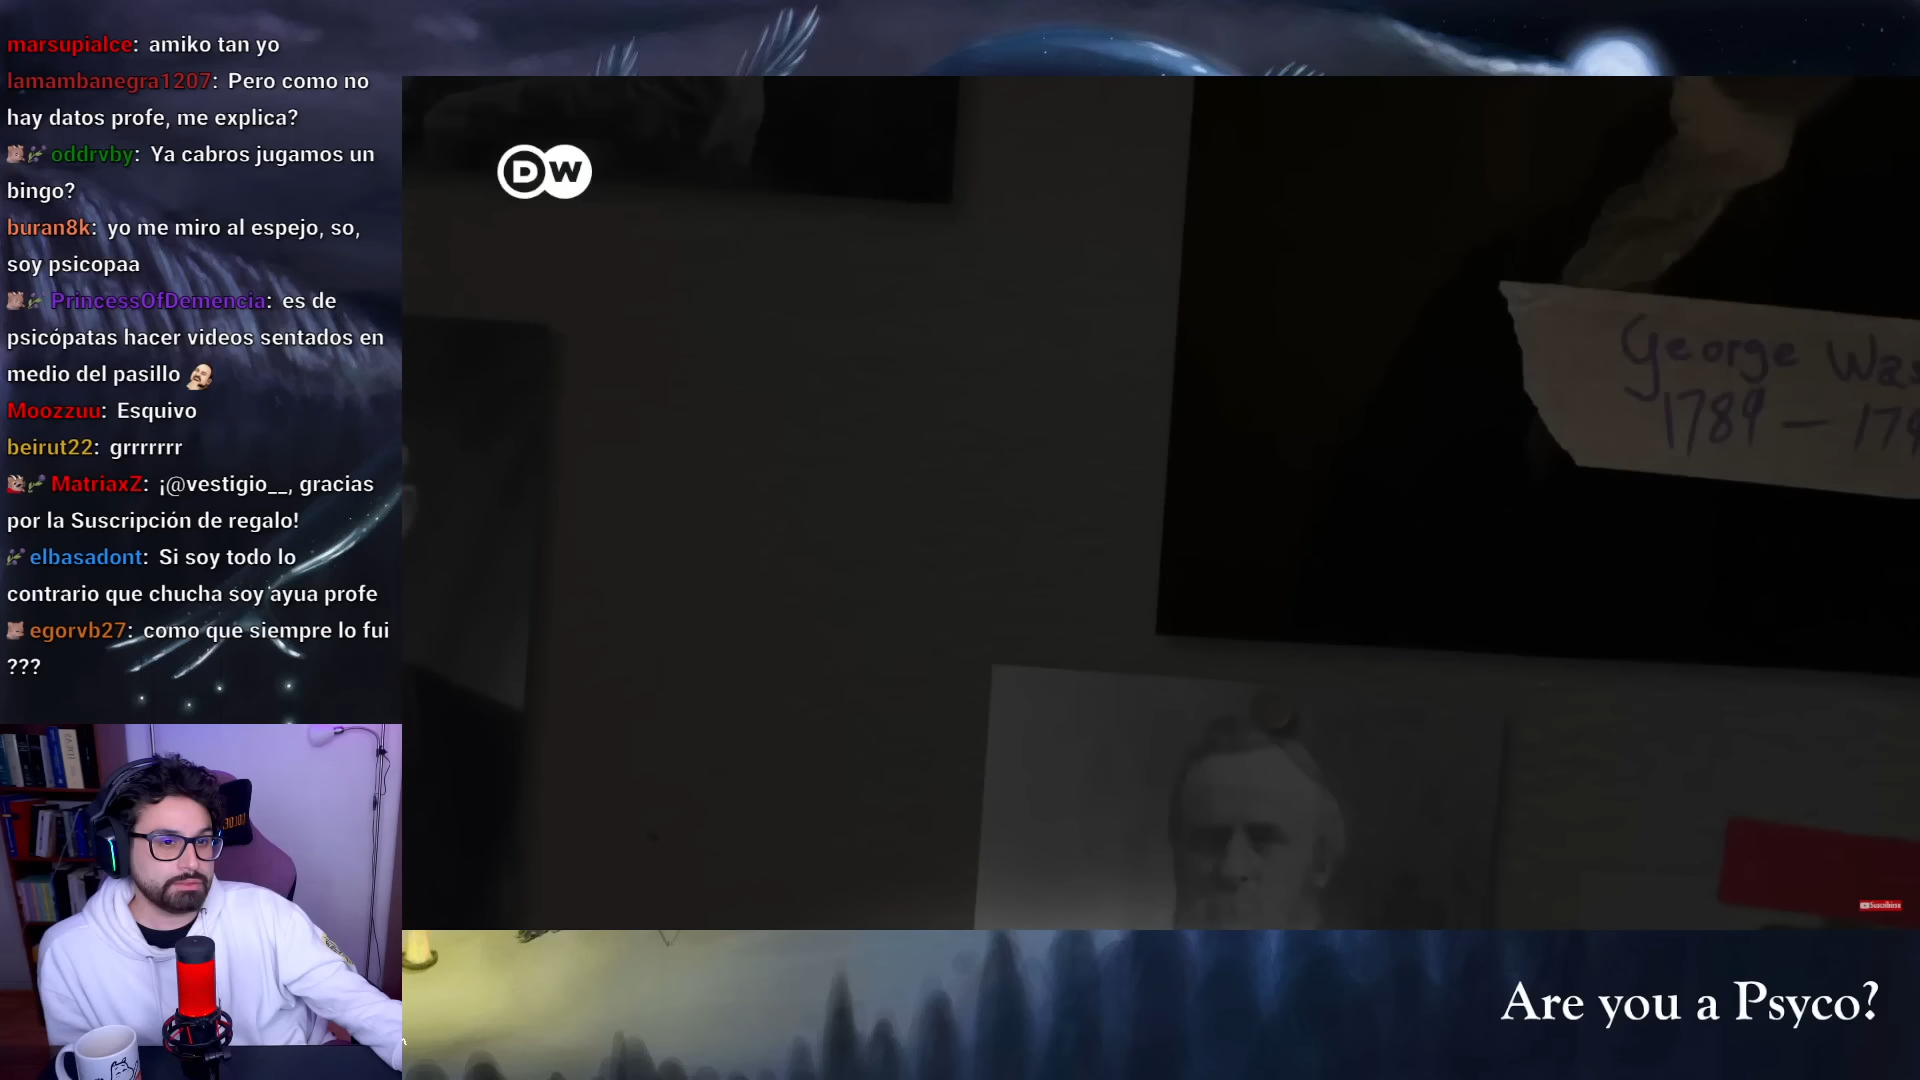 marsupialce: amiko tan yo
lamambanegra1207: Pero como no
hay datos profe, me explica?
oddrvby: Ya cabros jugamos un
bingo?
buran8k: yo me miro al espejo, so,
soy psicopaa
PrincessOfDemencia: es de
psicópatas hacer videos sentados en
medio del pasillo
Moozzuu: Esquivo
beirut22: grrrrrrr
MatriaxZ: ¡@vestigio__, gracias
por la Suscripción de regalo!
elbasadont: Si soy todo lo
contrario que chucha soy ayua profe
egorvb27: como que siempre lo fui
???
DW
George Was
1789 - 179
Suscribirse
Are you a Psyco?